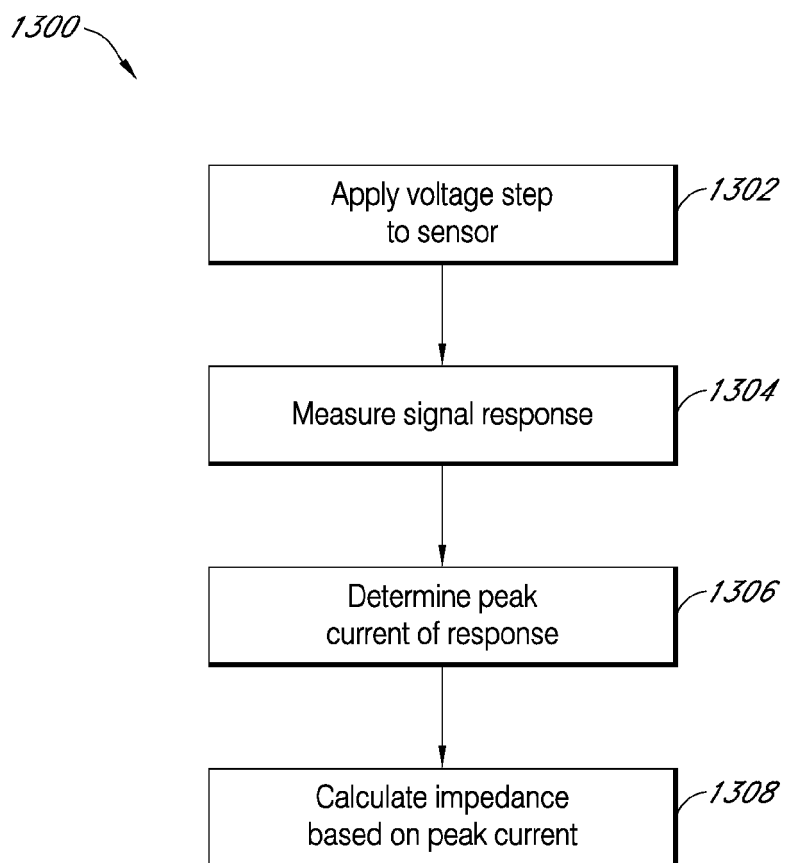 1300
Apply voltage step
to sensor
1302
Measure signal response
1304
Determine peak
current of response
1306
Calculate impedance
based on peak current
1308